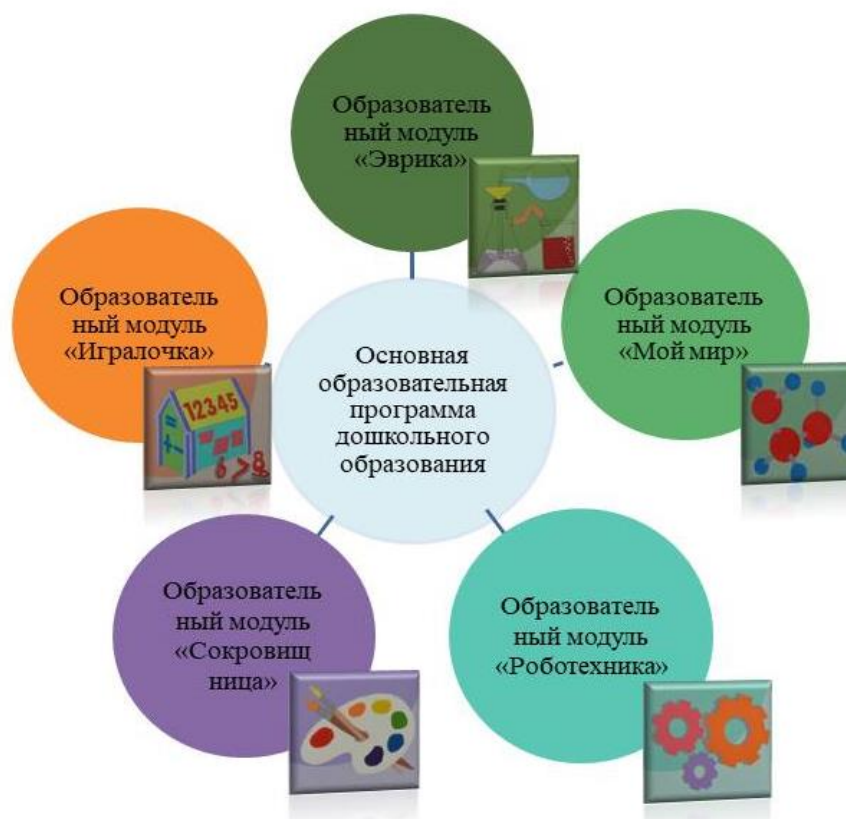 Образователь
ный модуль
«Эврика»
Образователь
ный модуль
«Мой мир»
Образователь
ный модуль
«Роботехника»
Образователь
ный модуль
«Сокровищ
ница»
Образователь
ный модуль
«Игралочка»
12345
6 > 8
Основная
образовательная
программа
дошкольного
образования